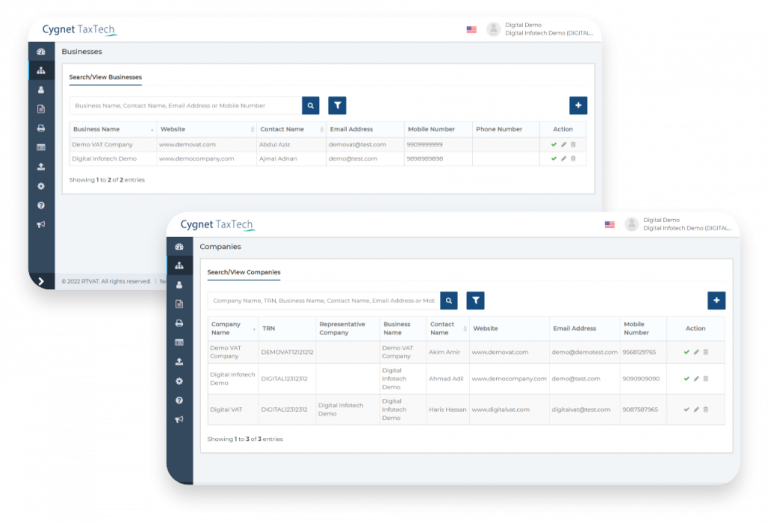 Cygnet TaxTech
Digital Demo
Digital Infotech Demo (DIGITAL...
Businesses
Search/View Businesses
Business Name, Contact Name, Email Address or Mobile Number
Business Name Website Contact Name Email Address Mobile Number Phone Number Action
Demo VAT Company www.demovat.com Abdul Aziz demovat@test.com 9909999999
Digital Infotech Demo www.democompany.com Ajmal Adnan demo@test.com 9898989898
Showing 1 to 2 of 2 entries
© 2022 RTVAT. All rights reserved.
Cygnet TaxTech
Digital Demo
Digital Infotech Demo (DIGITAL...
Companies
Search/View Companies
Company Name, TRN, Business Name, Contact Name, Email Address or Mob
Company Name TRN Representative Company Business Name Contact Name Website Email Address Mobile Number Action
Demo VAT Company DEMOVAT12121212 Demo VAT Company Akim Amir www.demovat.com demo@demotest.com 9568129765
Digital Infotech Demo DIGITAL12312312 Digital Infotech Demo Ahmad Adil www.democompany.com demo@test.com 9090909090
Digital VAT DIGITAL12312312 Digital Infotech Demo Digital Infotech Demo Haric Hassan www.digitalvat.com digitalvat@test.com 9087587965
Showing 1 to 3 of 3 entries